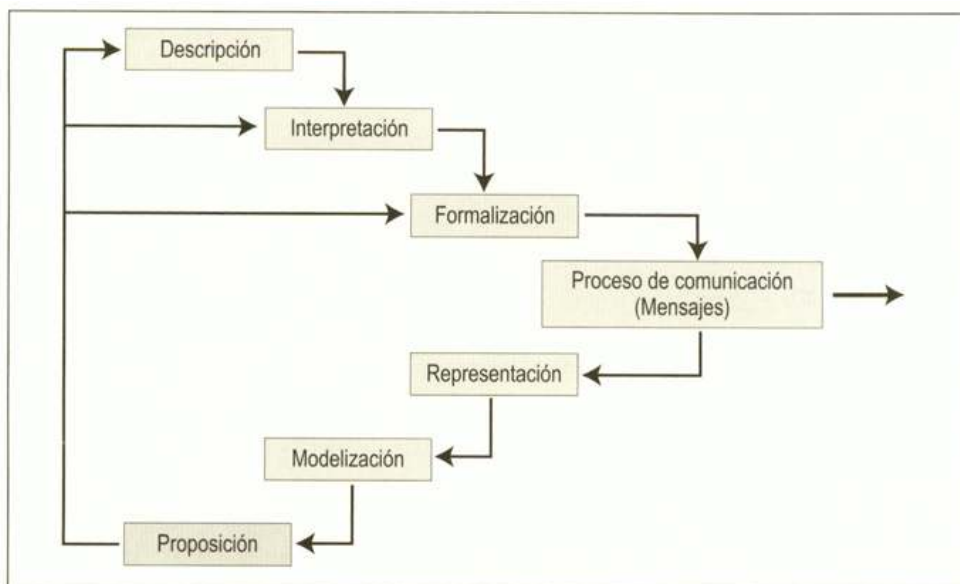 Descripción
Interpretación
Formalización
Proceso de comunicación
(Mensajes)
Representación
Modelización
Proposición